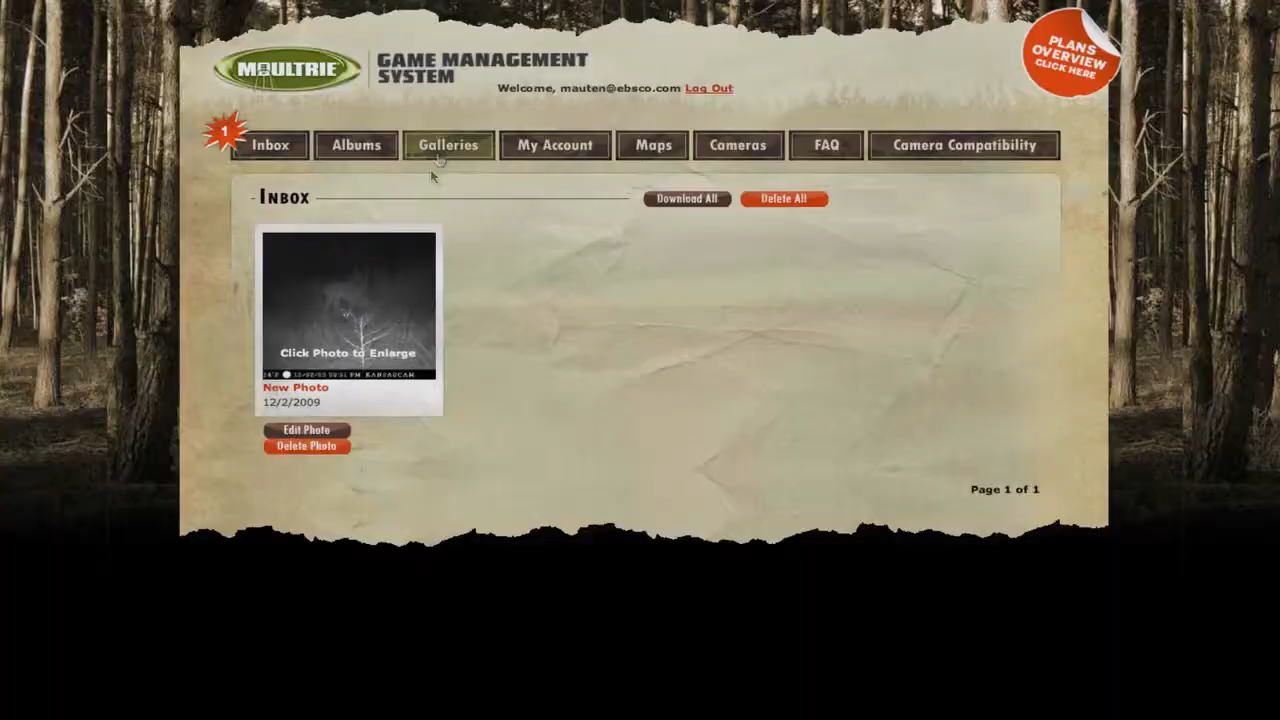 MOULTRIE
GAME MANAGEMENT
SYSTEM
Welcome, mauten@ebsco.com Log Out
PLANS
OVERVIEW
CLICK HERE
1
Inbox Albums Galleries My Account Maps Cameras FAQ Camera Compatibility
INBOX
Download All Delete All
Click Photo to Enlarge
KANSASCAM
New Photo
12/2/2009
Edit Photo
Delete Photo
Page 1 of 1